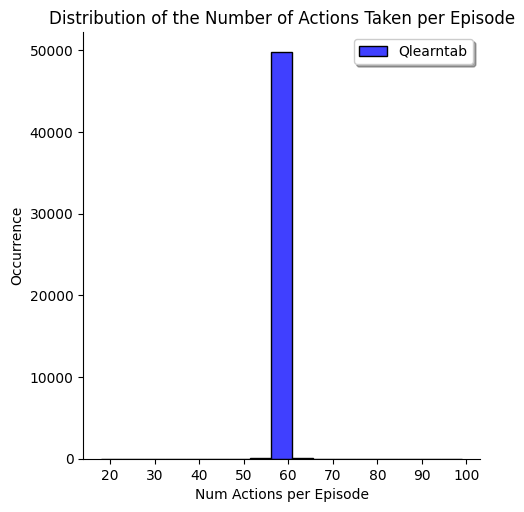 Distribution of the Number of Actions Taken per Episode
Qlearntab
50000
40000
30000
20000
10000
0
Occurrence
20 30 40 50 60 70 80 90 100
Num Actions per Episode